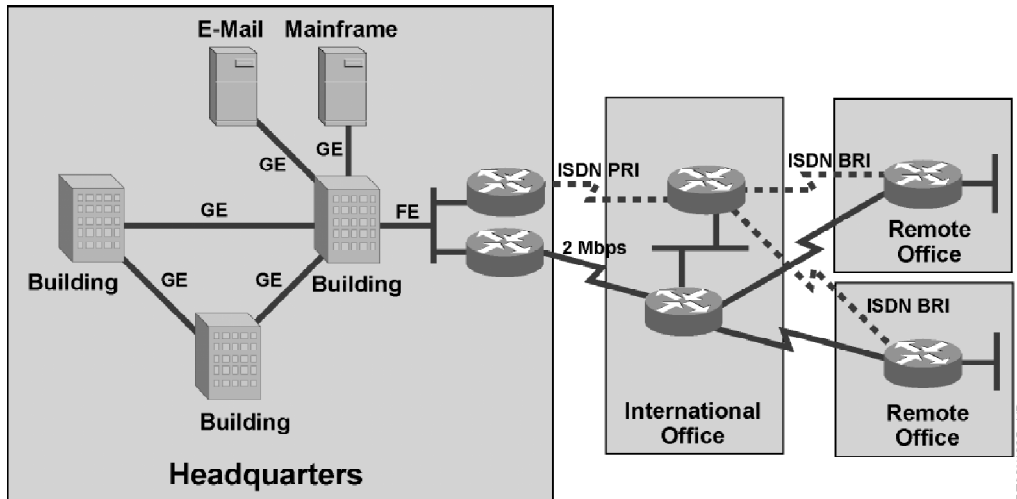 E-Mail
Mainframe
GE
GE
GE
FE
GE
GE
Building
Building
Building
Headquarters
ISDN PRI
2 Mbps
International
Office
ISDN BRI
Remote
Office
ISDN BRI
Remote
Office